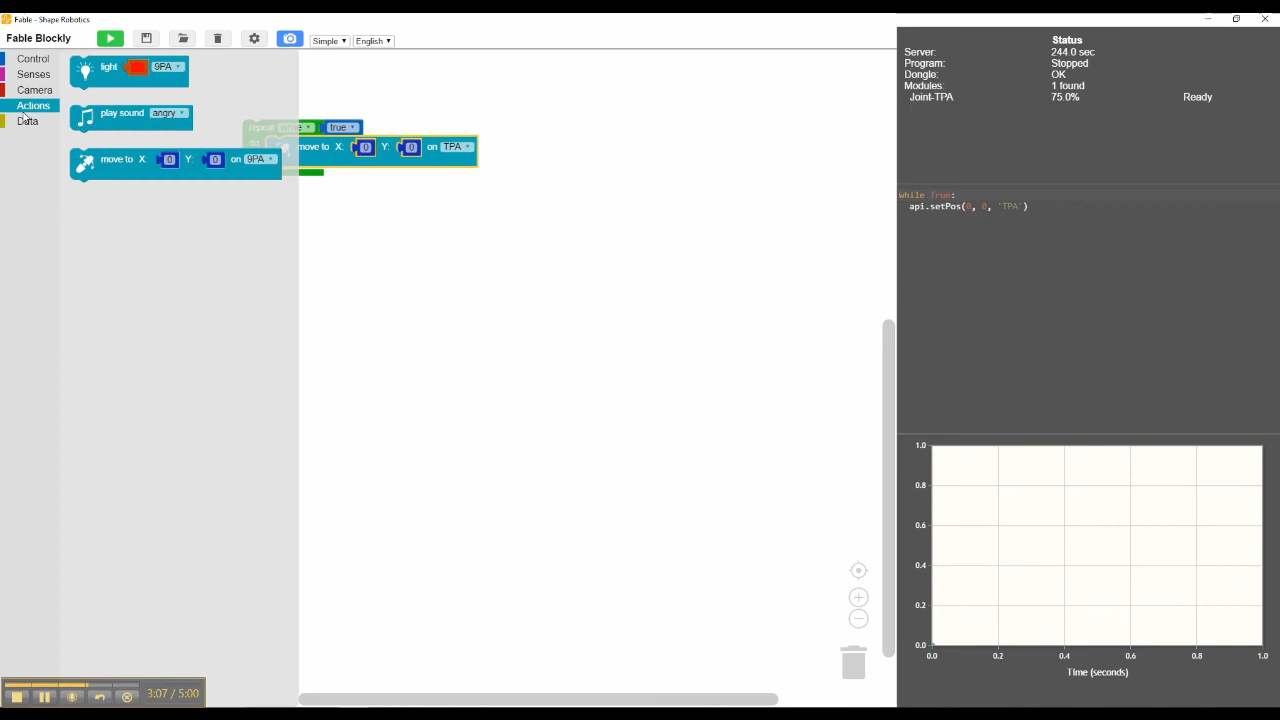 Fable - Shape Robotics
Fable Blockly
Simple
English
Control
Senses
Camera
Actions
Data
light 9PA
play sound angry
move to X: 0 Y: 0 on 9PA
repeat while true
do
move to X: 0 Y: 0 on TPA
Status
Server: 244.0 sec
Program: Stopped
Dongle: OK
Modules: 1 found
Joint-TPA 75.0% Ready
while True:
api.setPos(0, 0, 'TPA')
1.0
0.8
0.6
0.4
0.2
0.0
0.0 0.2 0.4 0.6 0.8 1.0
Time (seconds)
3:07 / 5:00